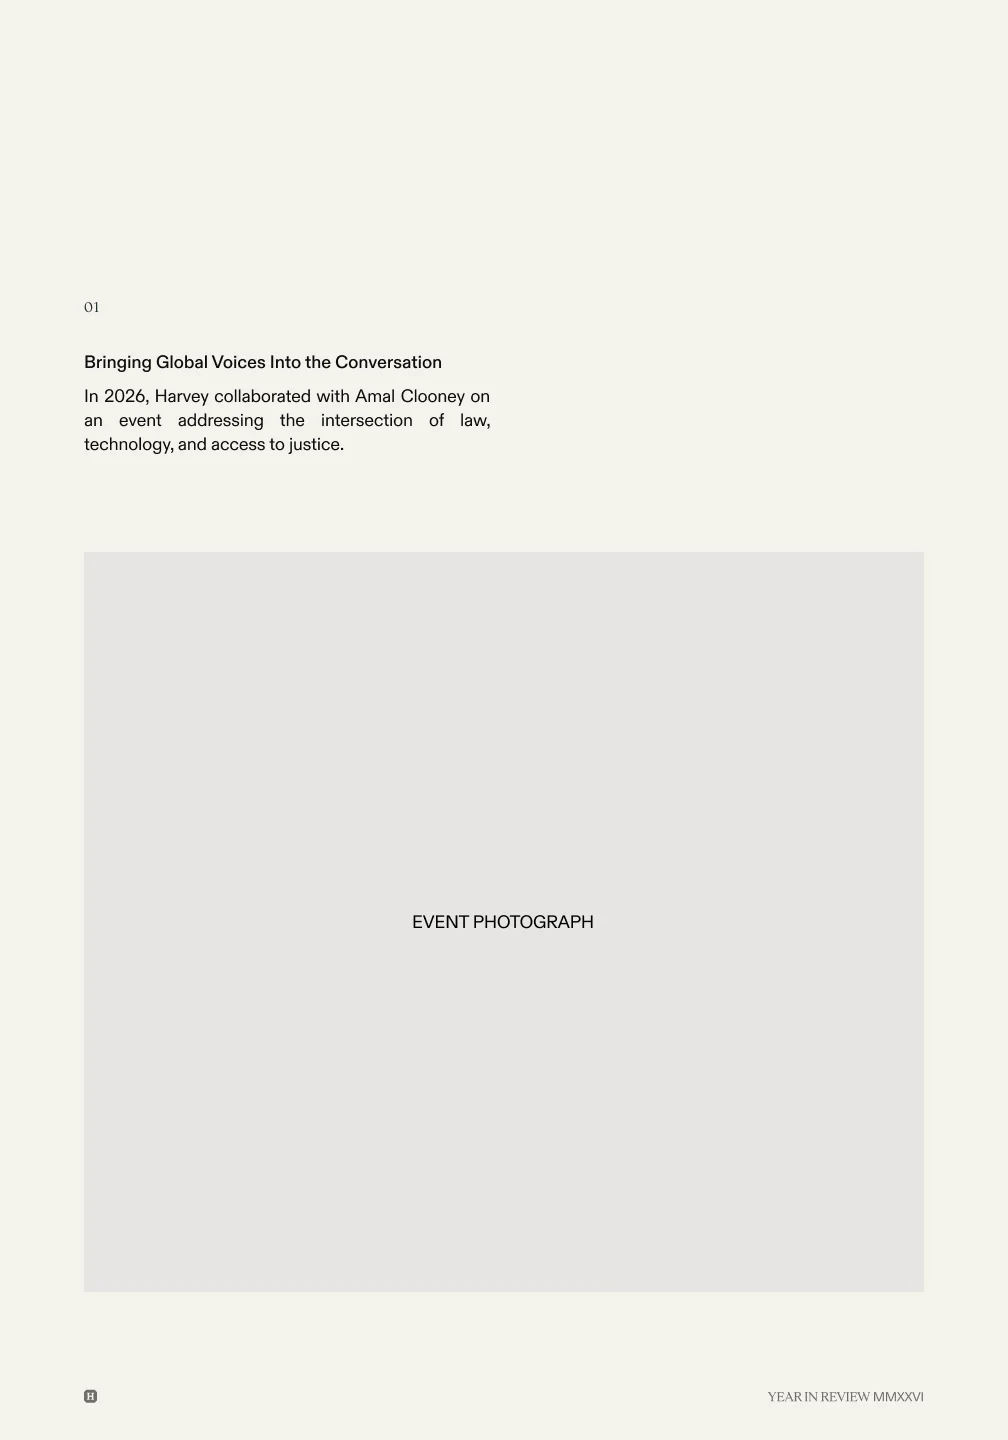 01
Bringing Global Voices Into the Conversation
In 2026, Harvey collaborated with Amal Clooney on
an event addressing the intersection of law,
technology, and access to justice.
EVENT PHOTOGRAPH
H
YEAR IN REVIEW MMXXVI